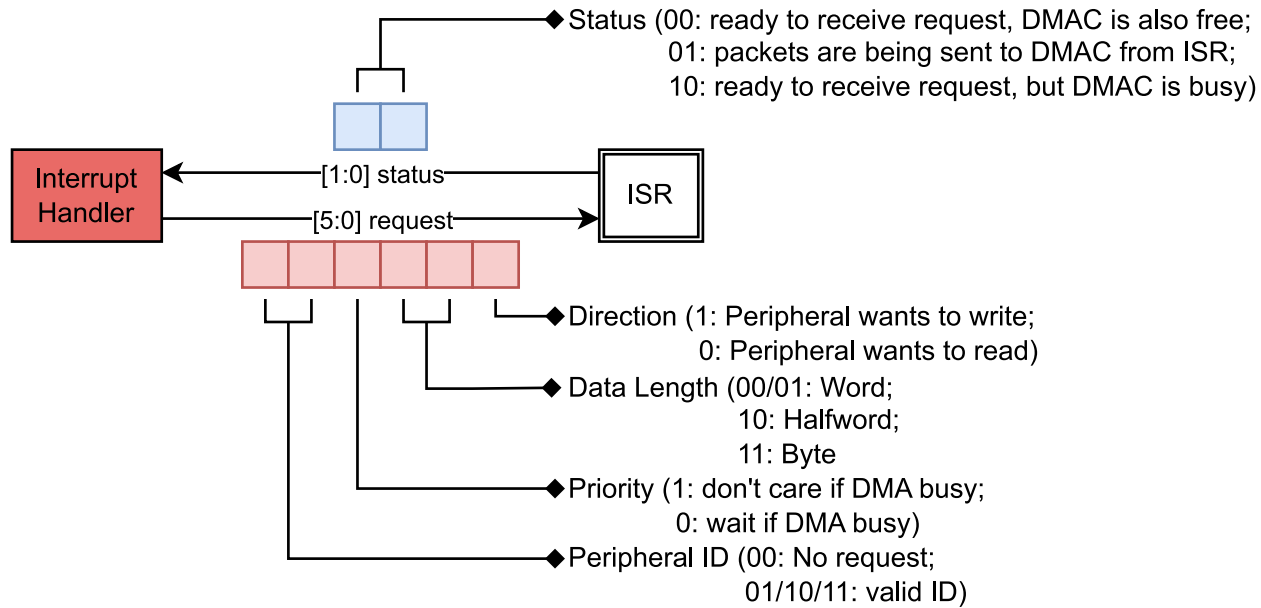 Status (00: ready to receive request, DMAC is also free;
01: packets are being sent to DMAC from ISR;
10: ready to receive request, but DMAC is busy)
Interrupt
Handler
[1:0] status
[5:0] request
ISR
Direction (1: Peripheral wants to write;
0: Peripheral wants to read)
Data Length (00/01: Word;
10: Halfword;
11: Byte
Priority (1: don't care if DMA busy;
0: wait if DMA busy)
Peripheral ID (00: No request;
01/10/11: valid ID)